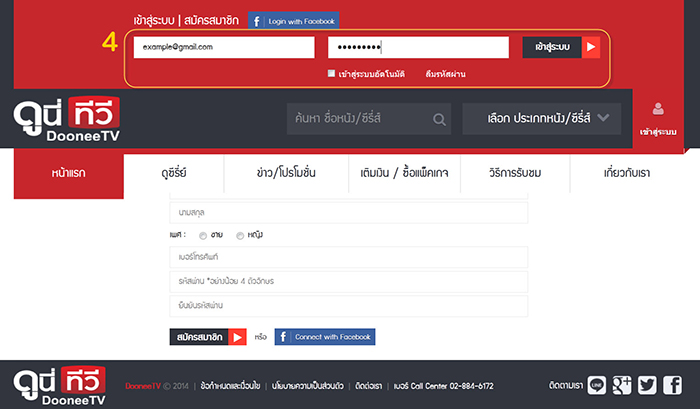 เข้าสู่ระบบ | สมัครสมาชิก f Login with Facebook
4
example@gmail.com ••••••••• เข้าสู่ระบบ
เข้าสู่ระบบอัตโนมัติ ลืมรหัสผ่าน
ดูนี่ ทีวี
DooneeTV
ค้นหา ชื่อหนัง/ซีรี่ส์ เลือก ประเภทหนัง/ซีรี่ส์
เข้าสู่ระบบ
หน้าแรก ดูซีรี่ย์ ข่าว/โปรโมชั่น เติมเงิน / ซื้อแพ็คเกจ วิธีการรับชม เกี่ยวกับเรา
นามสกุล
เพศ : ชาย หญิง
เบอร์โทรศัพท์
รหัสผ่าน *อย่างน้อย 4 ตัวอักษร
ยืนยันรหัสผ่าน
สมัครสมาชิก หรือ f Connect with Facebook
ดูนี่ ทีวี
DooneeTV
DooneeTV © 2014 | ข้อกำหนดและเงื่อนไข | นโยบายความเป็นส่วนตัว | ติดต่อเรา | เบอร์ Call Center 02-884-6172 ติดตามเรา LINE g+